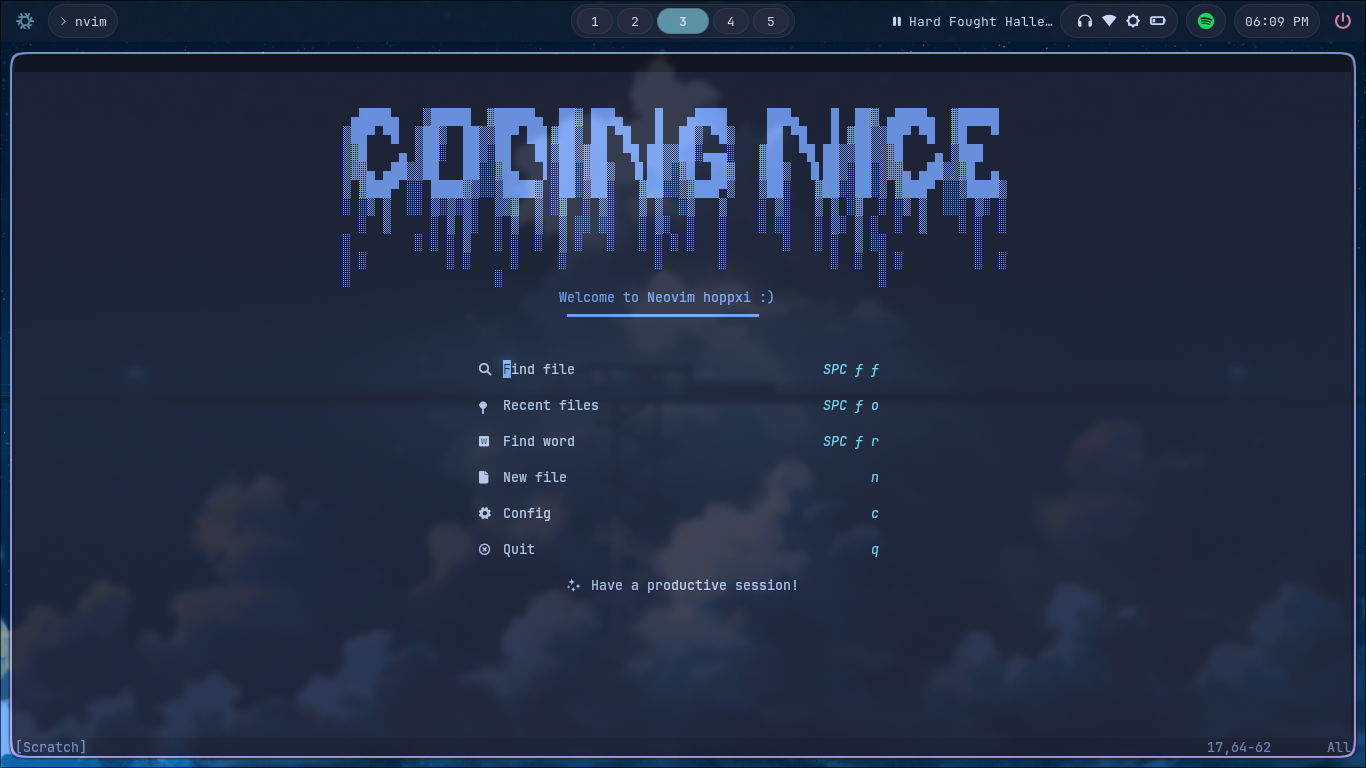 nvim
1 2 3 4 5
Hard Fought Halle…
06:09 PM
CODING NICE
Welcome to Neovim hoppxi :)
Find file SPC f f
Recent files SPC f o
Find word SPC f r
New file n
Config c
Quit q
Have a productive session!
[Scratch] 17,64-62 All